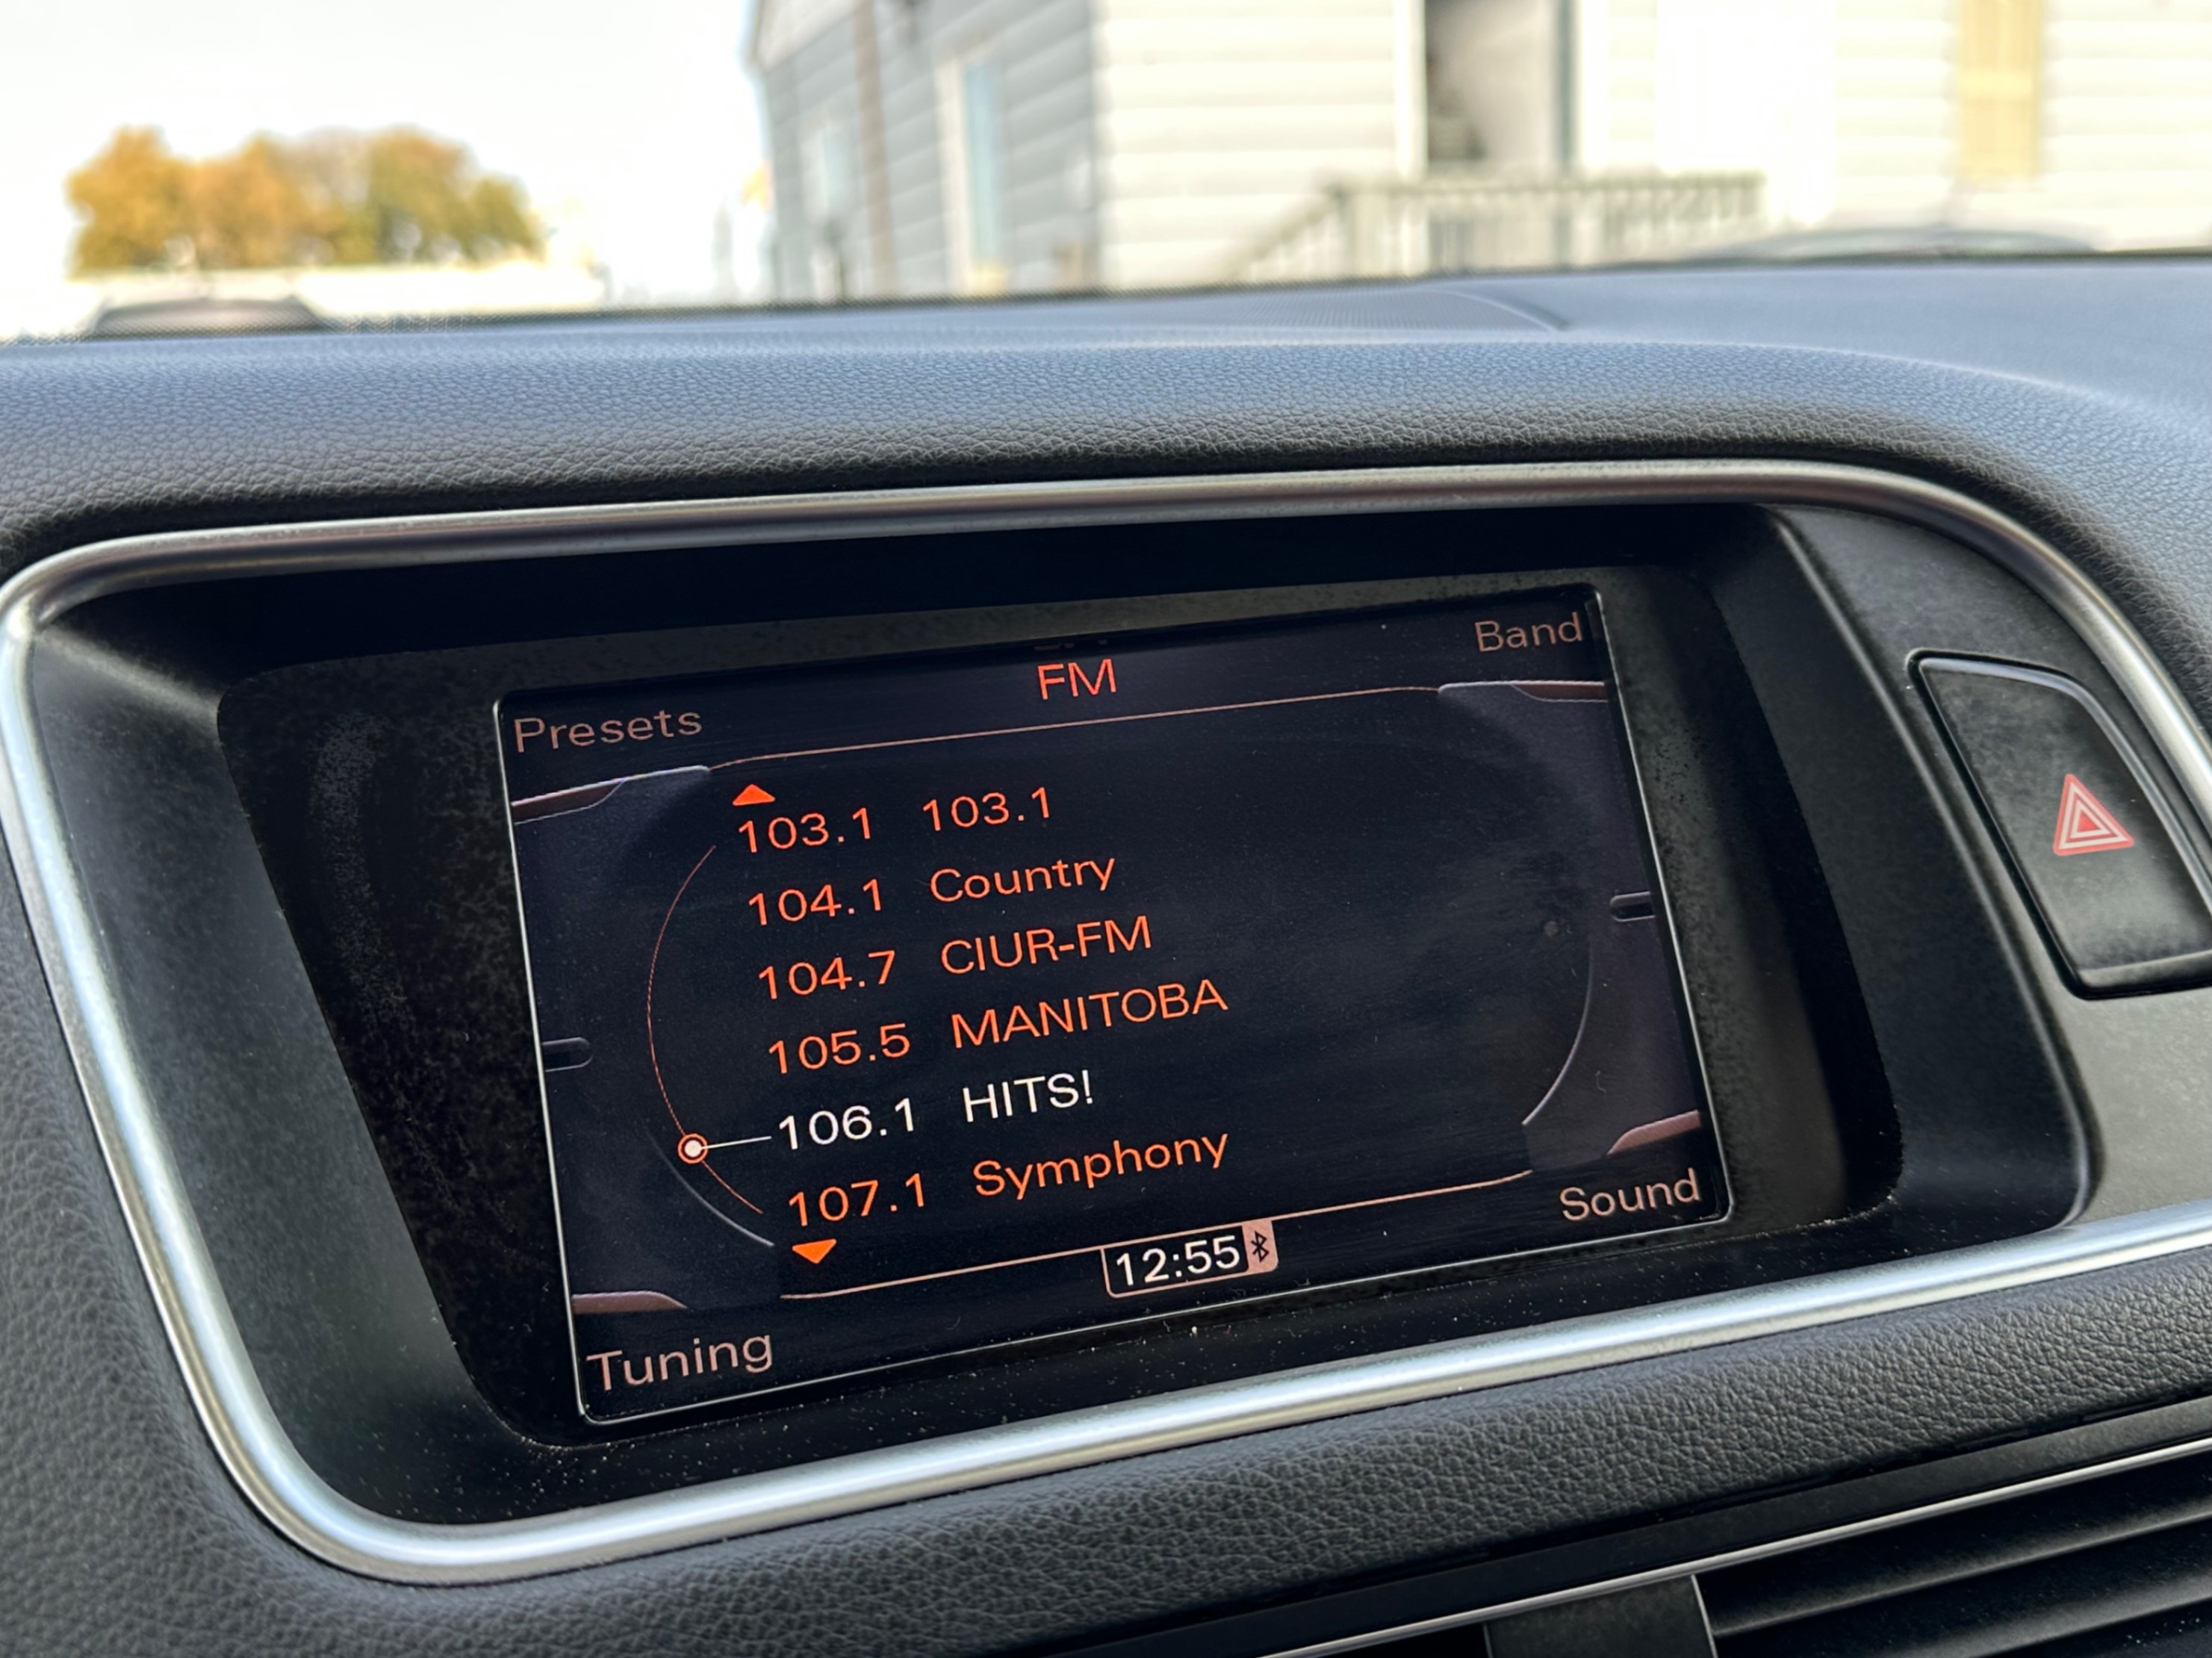 Presets FM Band
103.1 103.1
104.1 Country
104.7 CIUR-FM
105.5 MANITOBA
106.1 HITS!
107.1 Symphony
12:55
Tuning Sound